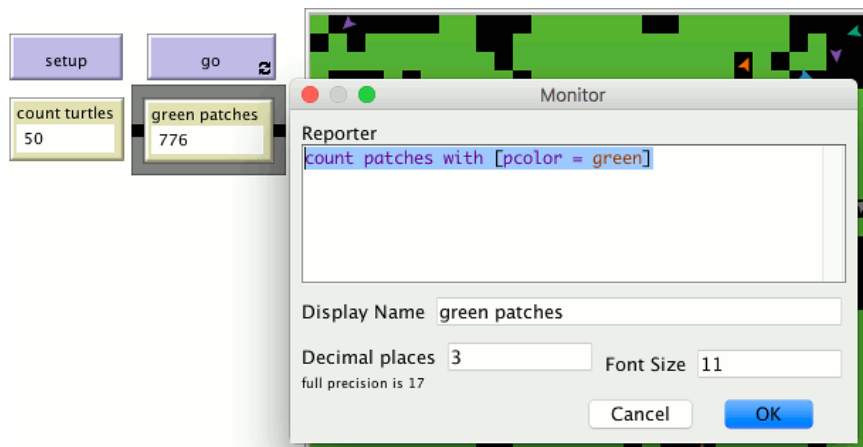 setup
go
count turtles
50
green patches
776
Monitor
Reporter
count patches with [pcolor = green]
Display Name green patches
Decimal places 3
Font Size 11
full precision is 17
Cancel OK